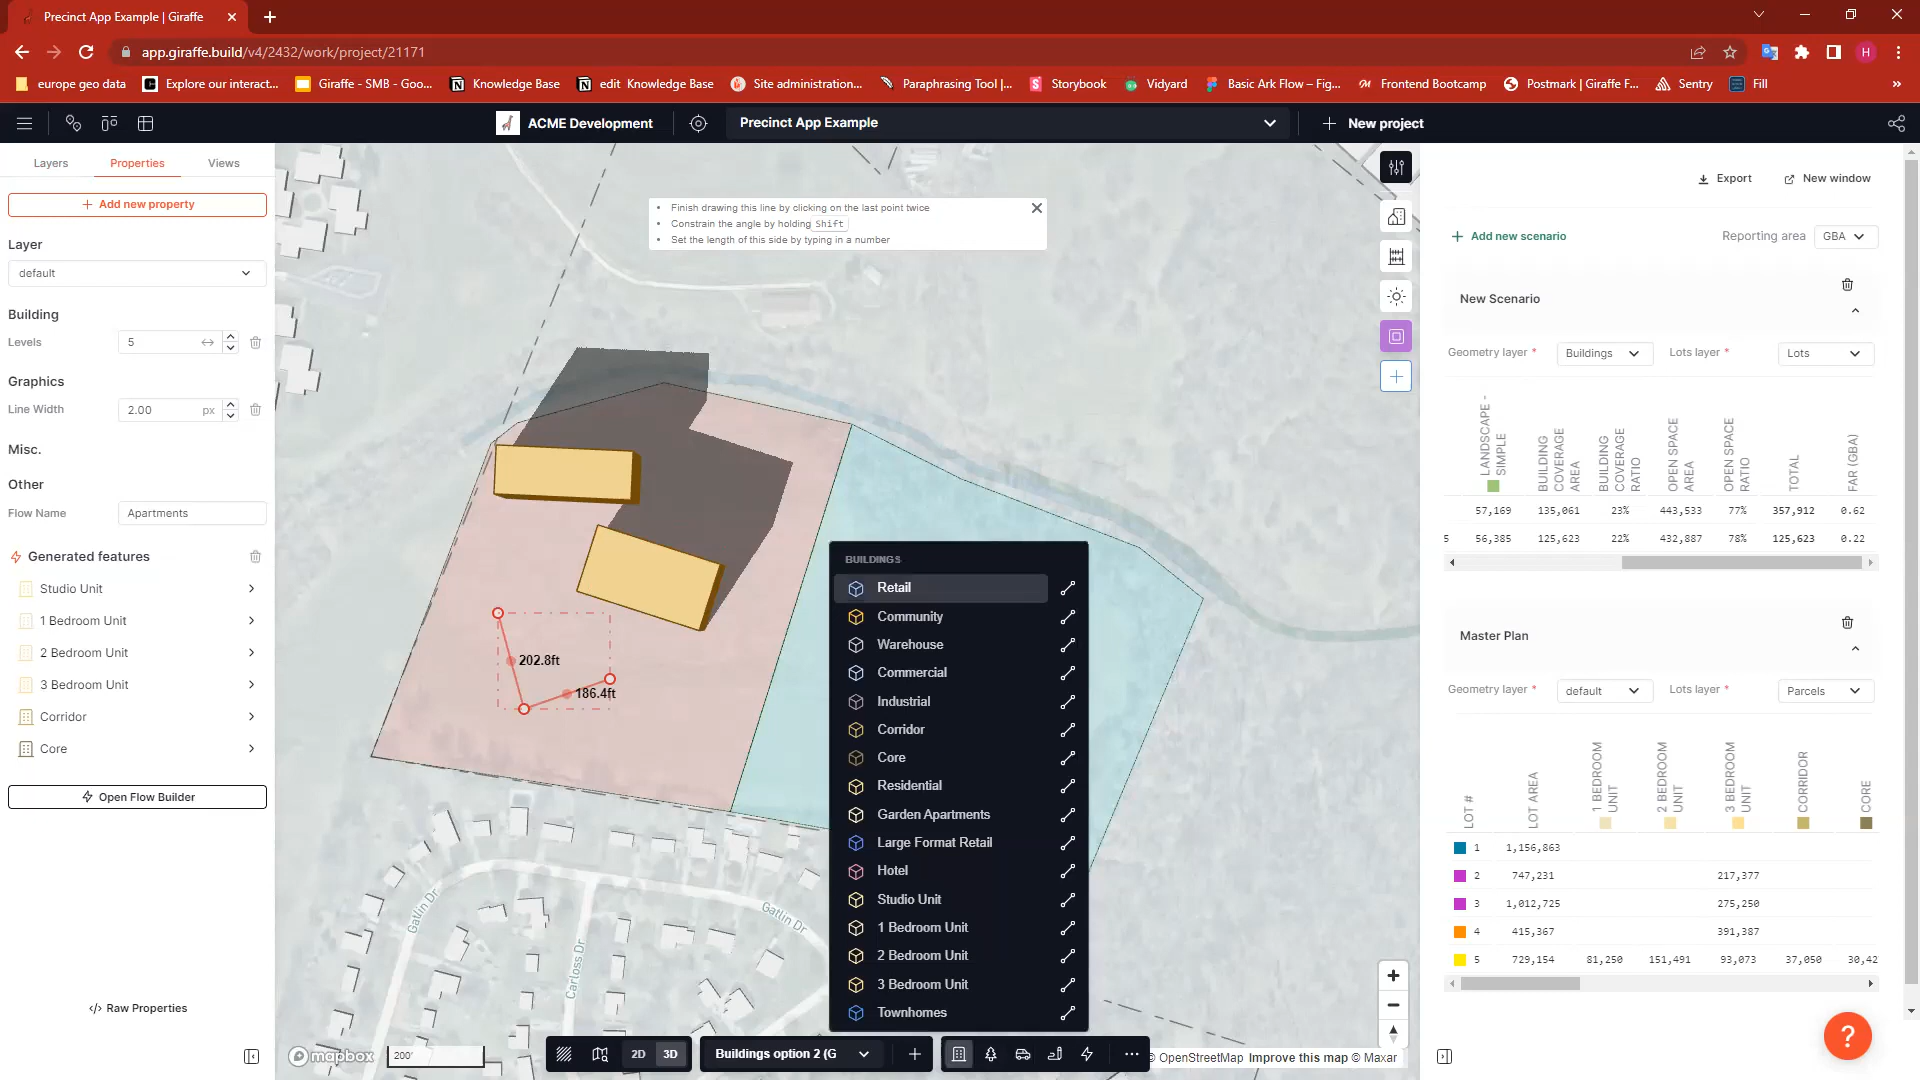 Precinct App Example | Giraffe
app.giraffe.build/v4/2432/work/project/21171
europe geo data
Explore our interact...
Giraffe - SMB - Goo...
Knowledge Base
edit Knowledge Base
Site administration...
Paraphrasing Tool |...
Storybook
Vidyard
Basic Ark Flow – Fig...
Frontend Bootcamp
Postmark | Giraffe F...
Sentry
Fill
ACME Development
Precinct App Example
New project
Layers
Properties
Views
Add new property
Layer
default
Building
Levels
5
Graphics
Line Width
2.00
px
Misc.
Other
Flow Name
Apartments
Generated features
Studio Unit
1 Bedroom Unit
2 Bedroom Unit
3 Bedroom Unit
Corridor
Core
Open Flow Builder
</> Raw Properties
Finish drawing this line by clicking on the last point twice
Constrain the angle by holding Shift
Set the length of this side by typing in a number
202.8ft
186.4ft
Gatlin Dr
Carloss Dr
Gatlin Dr
BUILDINGS
Retail
Community
Warehouse
Commercial
Industrial
Corridor
Core
Residential
Garden Apartments
Large Format Retail
Hotel
Studio Unit
1 Bedroom Unit
2 Bedroom Unit
3 Bedroom Unit
Townhomes
mapbox
200'
2D
3D
Buildings option 2 (G
© OpenStreetMap Improve this map © Maxar
Export
New window
Add new scenario
Reporting area
GBA
New Scenario
Geometry layer *
Buildings
Lots layer *
Lots
LANDSCAPE - SIMPLE
BUILDING COVERAGE AREA
BUILDING COVERAGE RATIO
OPEN SPACE AREA
OPEN SPACE RATIO
TOTAL
FAR (GBA)
57,169 135,061 23% 443,533 77% 357,912 0.62
5 56,385 125,623 22% 432,887 78% 125,623 0.22
Master Plan
Geometry layer *
default
Lots layer *
Parcels
LOT #
LOT AREA
1 BEDROOM UNIT
2 BEDROOM UNIT
3 BEDROOM UNIT
CORRIDOR
CORE
1 1,156,863
2 747,231 217,377
3 1,012,725 275,250
4 415,367 391,387
5 729,154 81,250 151,491 93,073 37,050 30,42
?
H